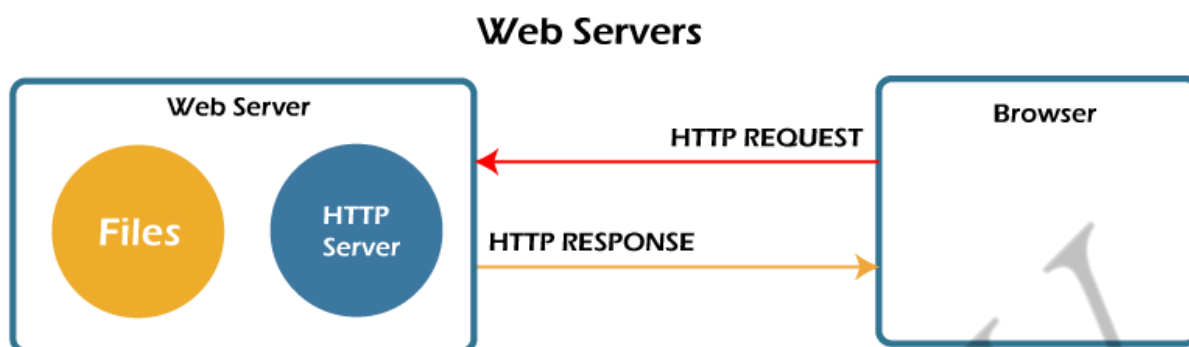 Web Servers
Web Server
Browser
HTTP REQUEST
Files
HTTP
Server
HTTP RESPONSE